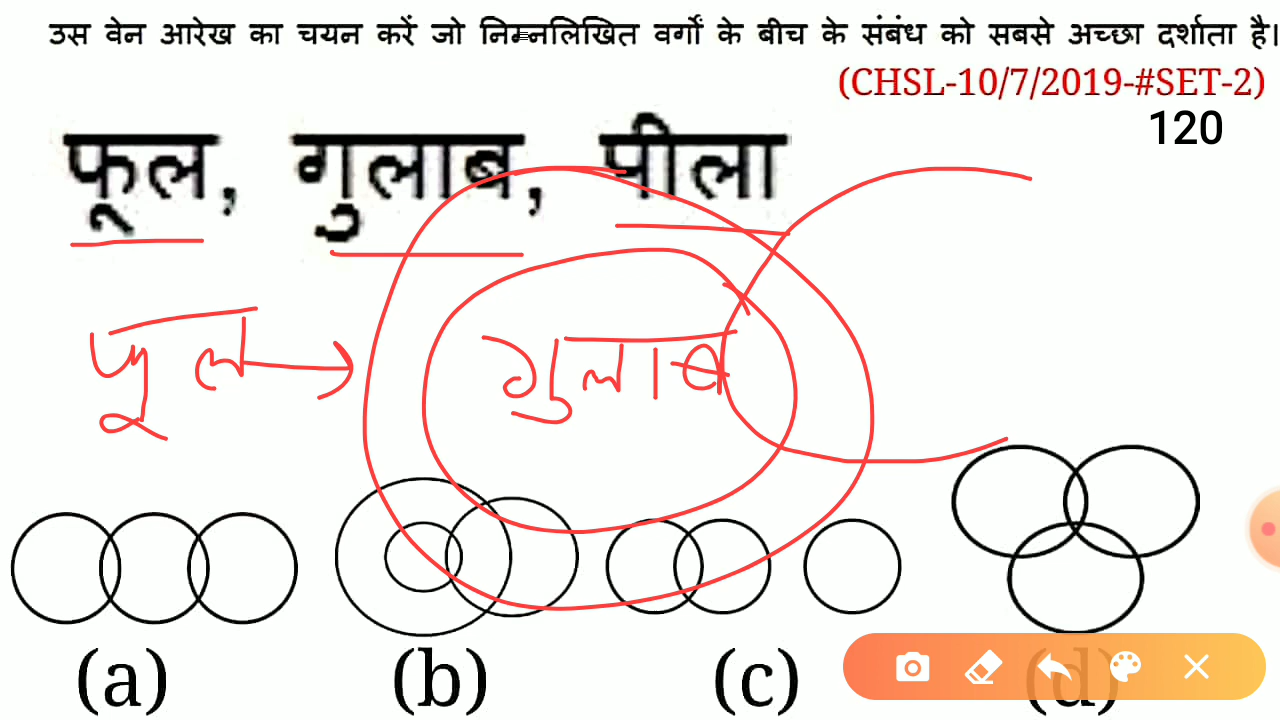 उस वेन आरेख का चयन करें जो निम्नलिखित वर्गों के बीच के संबंध को सबसे अच्छा दर्शाता है।
(CHSL-10/7/2019-#SET-2)
120
फूल, गुलाब, पीला
फूल गुलाब
(a) (b) (c) (d)